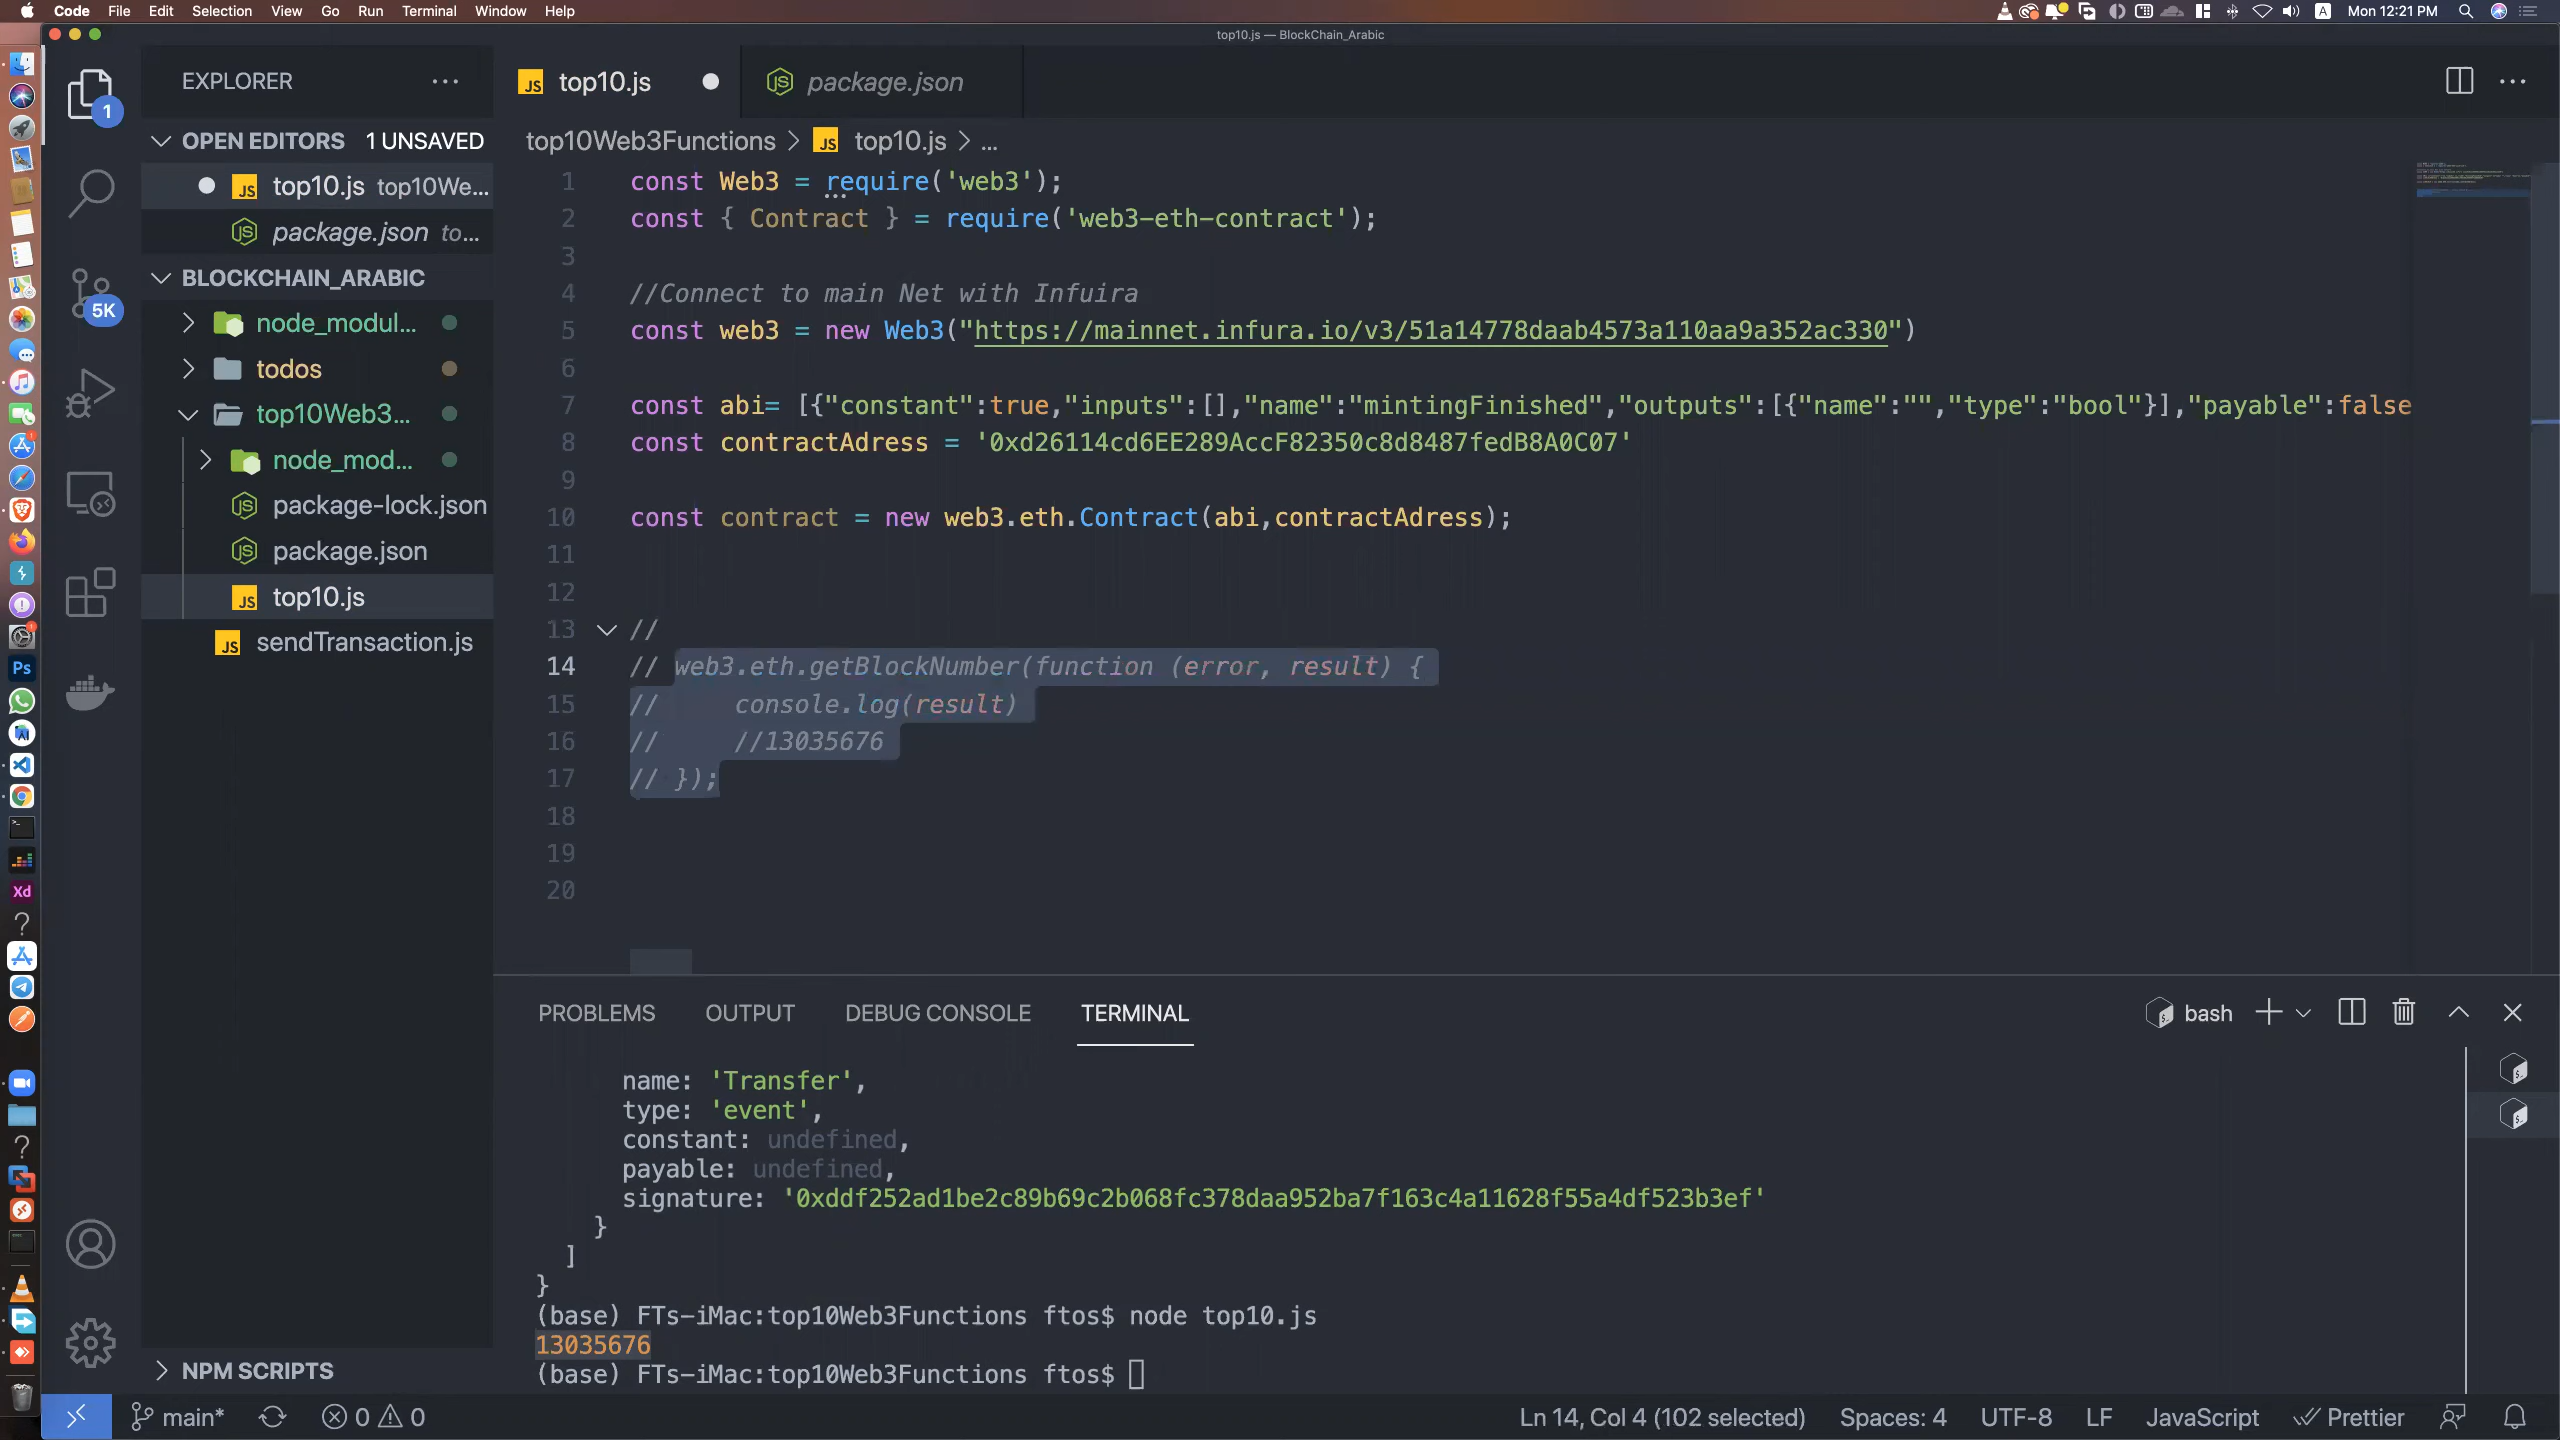 Code File Edit Selection View Go Run Terminal Window Help
A Mon 12:21 PM
top10.js — BlockChain_Arabic
EXPLORER
1
top10.js
package.json
OPEN EDITORS 1 UNSAVED
top10.js top10We...
package.json to...
BLOCKCHAIN_ARABIC
5K
node_modul...
todos
top10Web3...
node_mod...
package-lock.json
package.json
top10.js
sendTransaction.js
NPM SCRIPTS
top10Web3Functions > top10.js > ...
1 const Web3 = require('web3');
2 const { Contract } = require('web3-eth-contract');
3
4 //Connect to main Net with Infuira
5 const web3 = new Web3("https://mainnet.infura.io/v3/51a14778daab4573a110aa9a352ac330")
6
7 const abi= [{"constant":true,"inputs":[],"name":"mintingFinished","outputs":[{"name":"","type":"bool"}],"payable":false
8 const contractAdress = '0xd26114cd6EE289AccF82350c8d8487fedB8A0C07'
9
10 const contract = new web3.eth.Contract(abi,contractAdress);
11
12
13 //
14 // web3.eth.getBlockNumber(function (error, result) {
15 //     console.log(result)
16 //     //13035676
17 // });
18
19
20
PROBLEMS OUTPUT DEBUG CONSOLE TERMINAL
bash
name: 'Transfer',
type: 'event',
constant: undefined,
payable: undefined,
signature: '0xddf252ad1be2c89b69c2b068fc378daa952ba7f163c4a11628f55a4df523b3ef'
}
]
}
(base) FTs-iMac:top10Web3Functions ftos$ node top10.js
13035676
(base) FTs-iMac:top10Web3Functions ftos$
main* 0 0
Ln 14, Col 4 (102 selected) Spaces: 4 UTF-8 LF JavaScript Prettier
Ps
Xd